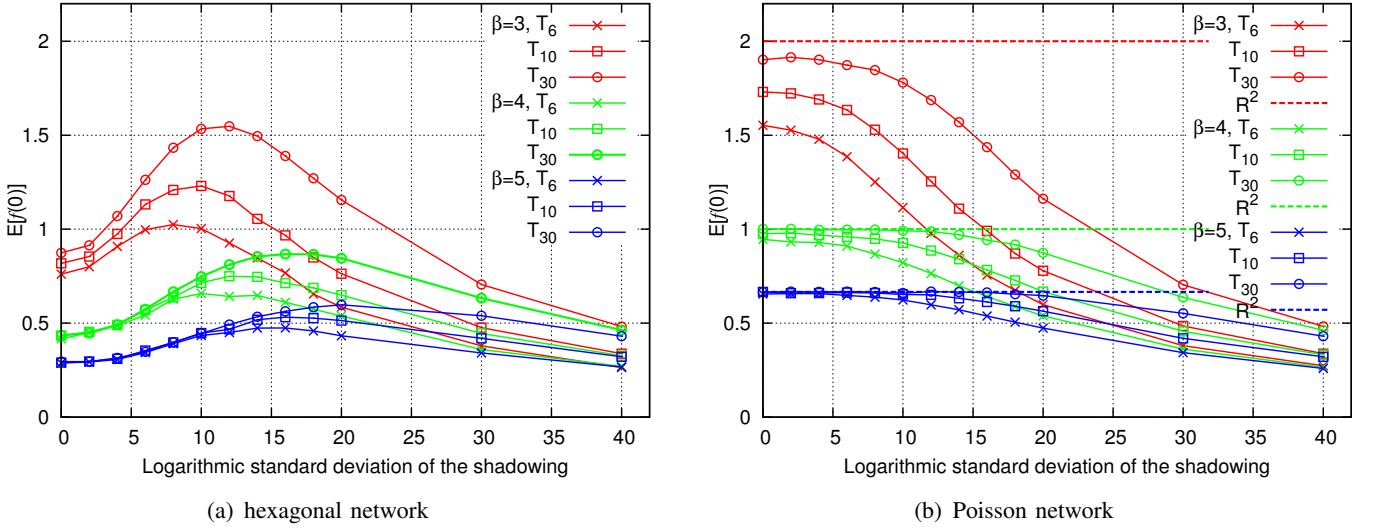 E[f(0)]
2
1.5
1
0.5
0
0 5 10 15 20 25 30 35 40
Logarithmic standard deviation of the shadowing
β=3, T6
T10
T30
β=4, T6
T10
T30
β=5, T6
T10
T30
(a) hexagonal network
E[f(0)]
2
1.5
1
0.5
0
0 5 10 15 20 25 30 35 40
Logarithmic standard deviation of the shadowing
β=3, T6
T10
T30
R2
β=4, T6
T10
T30
R2
β=5, T6
T10
T30
R2
(b) Poisson network